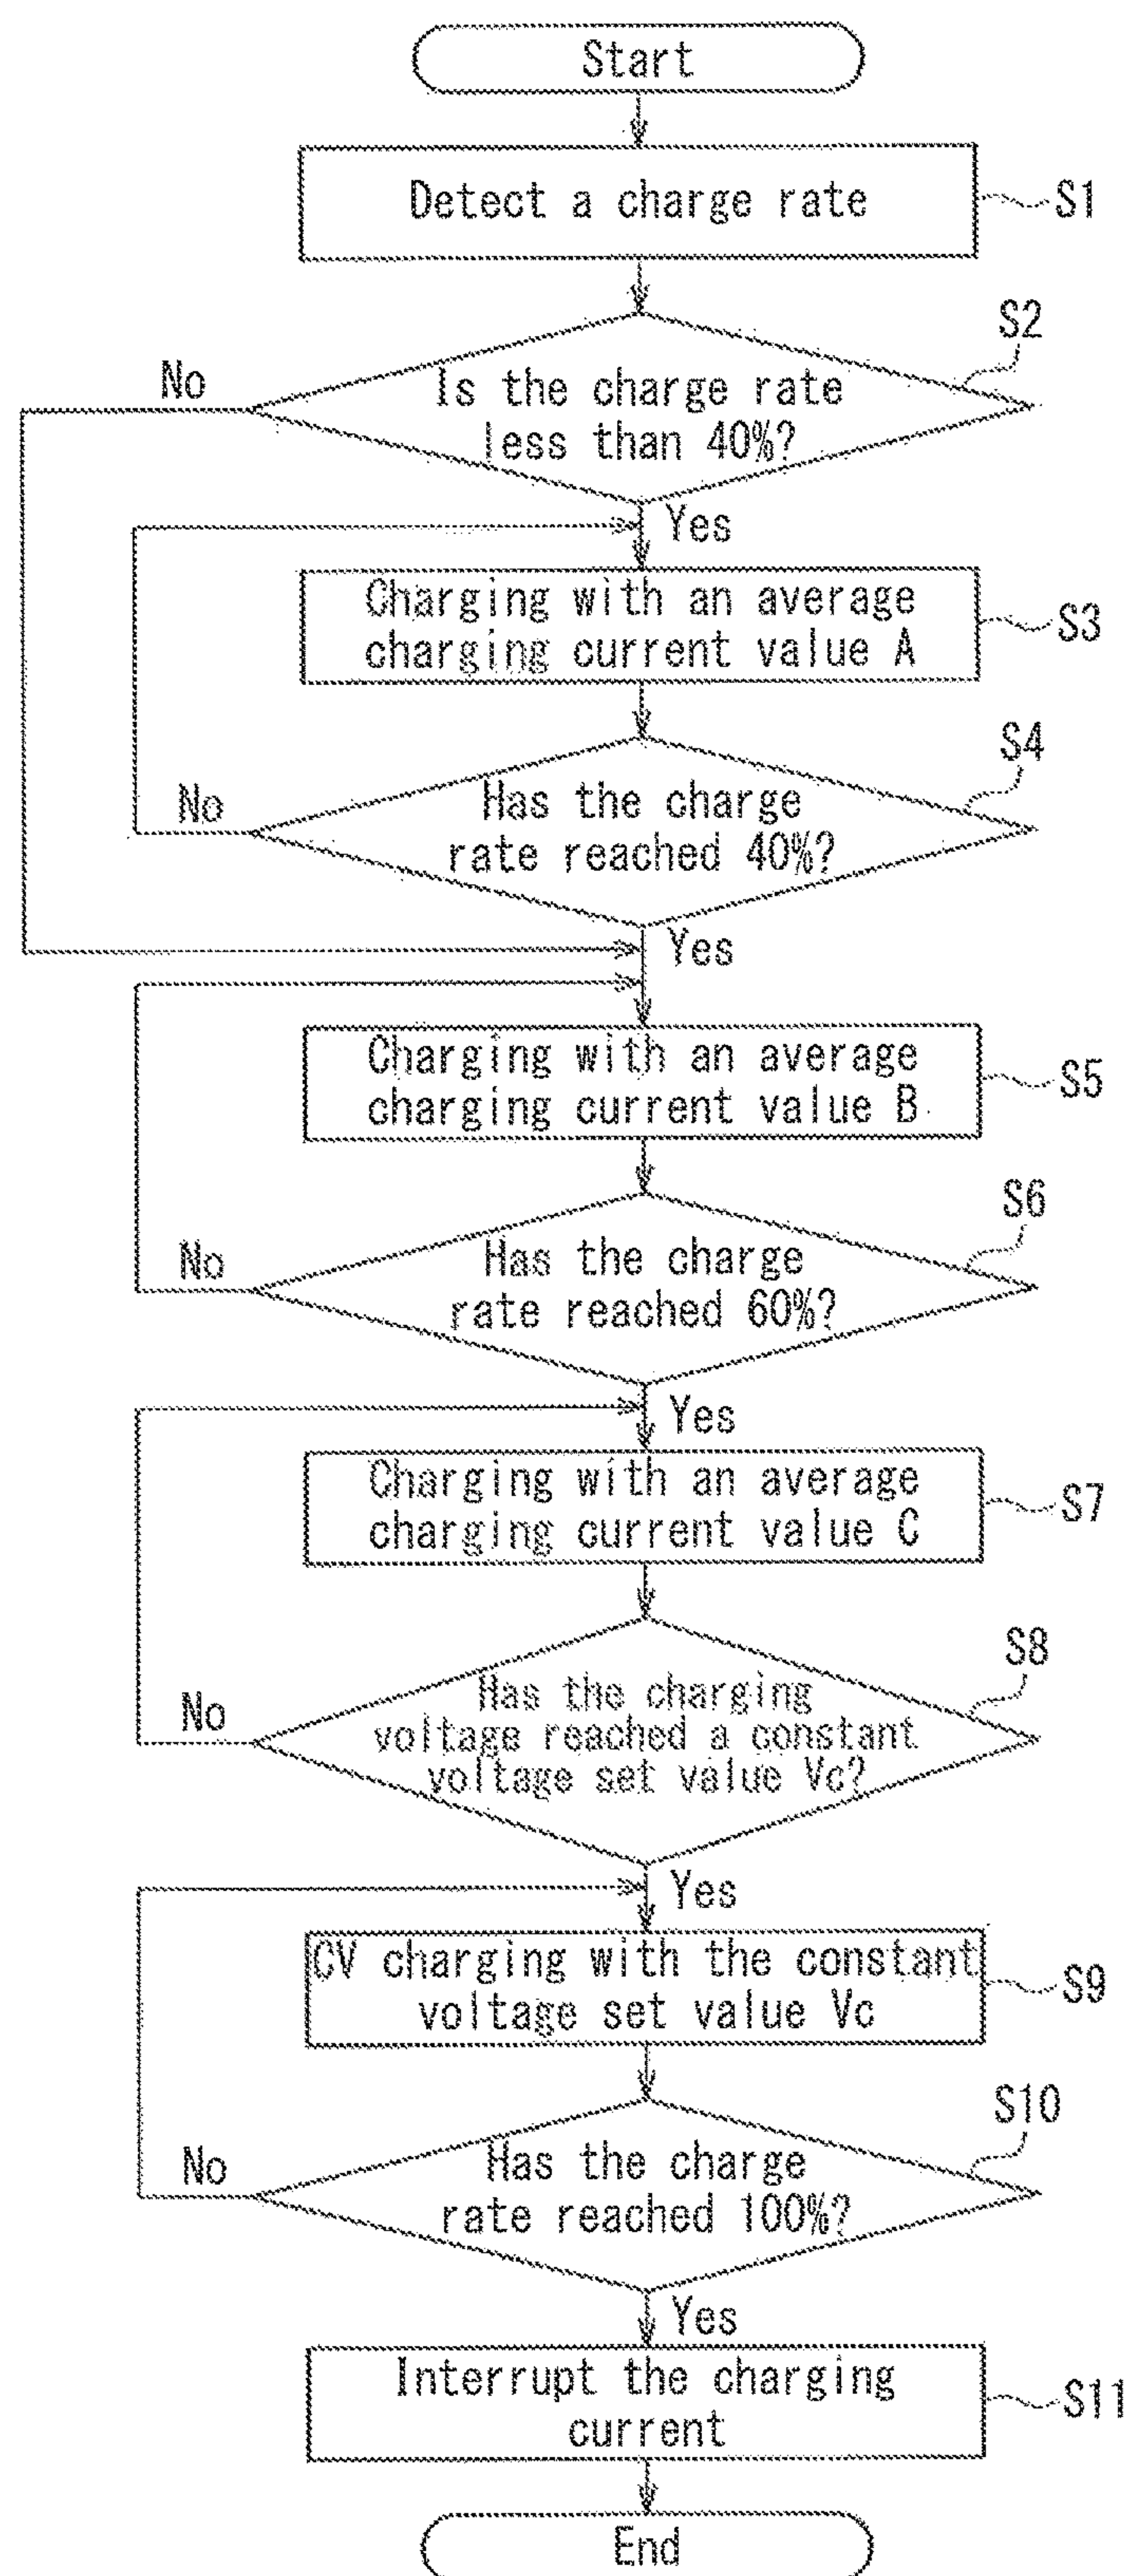 Start
Detect a charge rate
S1
S2
No
Is the charge rate
less than 40%?
Yes
Charging with an average
charging current value A
S3
S4
No
Has the charge
rate reached 40%?
Yes
Charging with an average
charging current value B
S5
S6
No
Has the charge
rate reached 60%?
Yes
Charging with an average
charging current value C
S7
S8
No
Has the charging
voltage reached a constant
voltage set value Vc?
Yes
CV charging with the constant
voltage set value Vc
S9
S10
No
Has the charge
rate reached 100%?
Yes
Interrupt the charging
current
S11
End